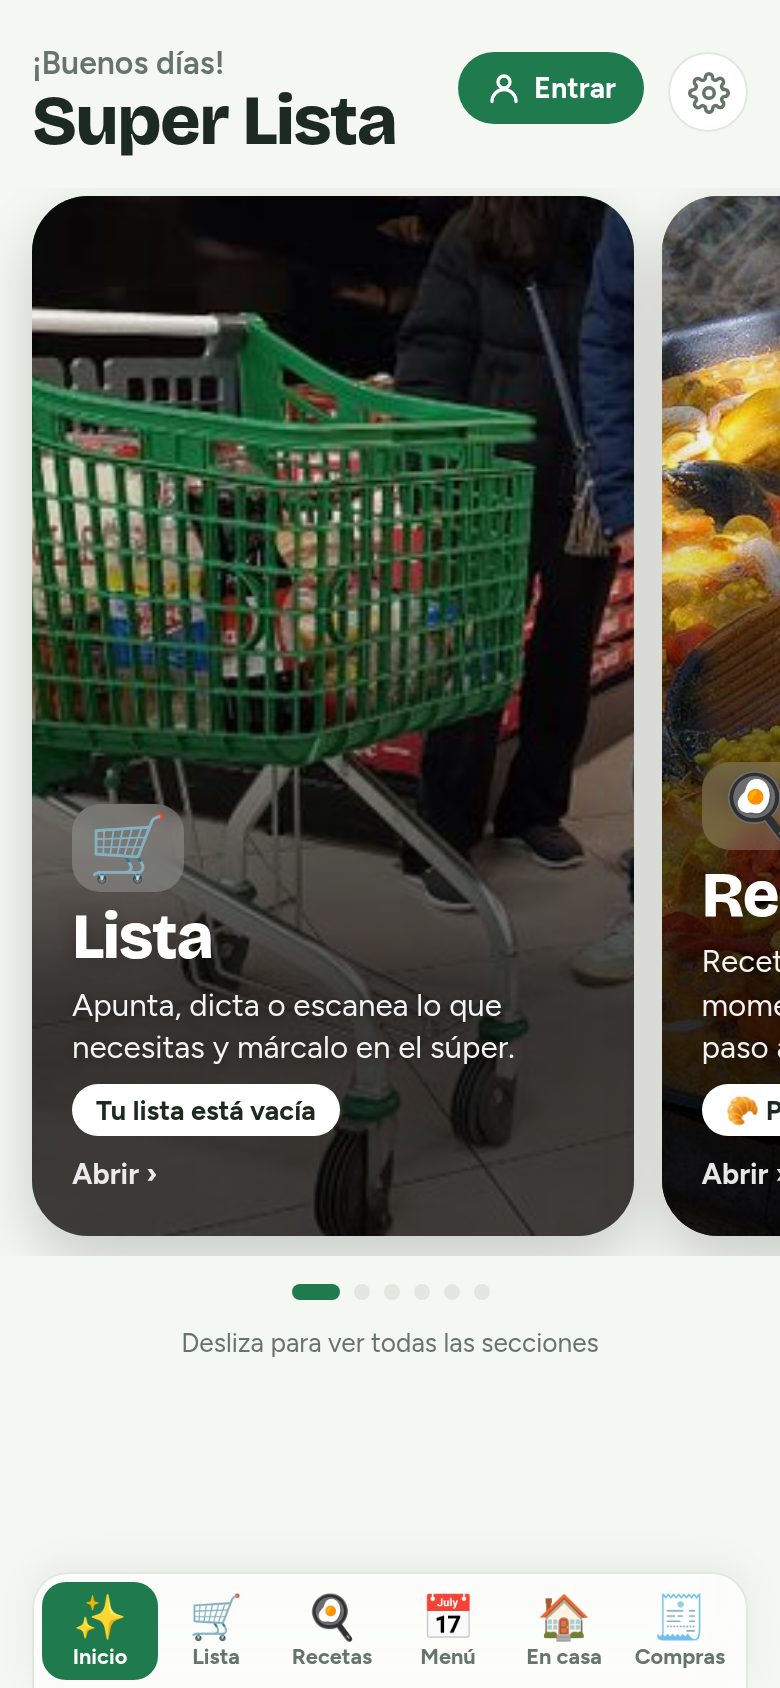 ¡Buenos días!
Super Lista
Entrar
Lista
Apunta, dicta o escanea lo que
necesitas y márcalo en el súper.
Tu lista está vacía
Abrir ›
Re
Recet
mome
paso a
🥐 P
Abrir ›
Desliza para ver todas las secciones
Inicio
Lista
Recetas
July
17
Menú
En casa
Compras